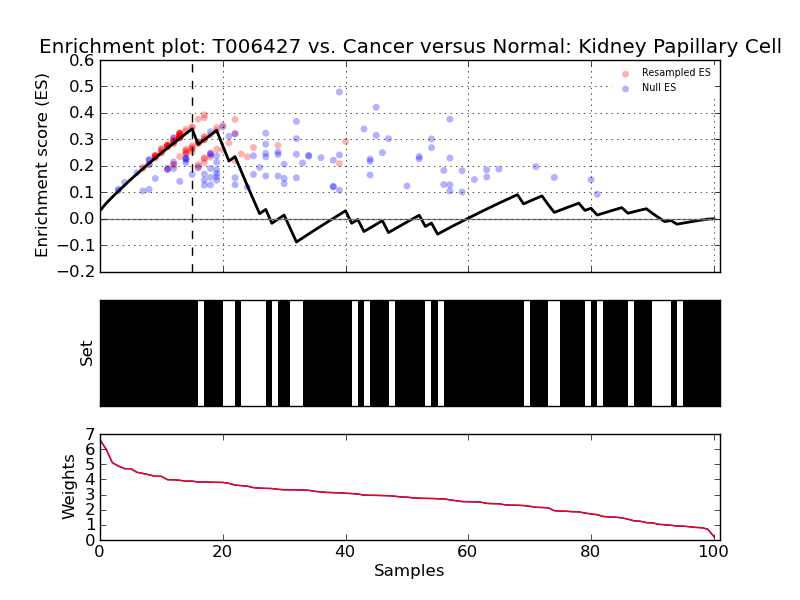 Enrichment plot: T006427 vs. Cancer versus Normal: Kidney Papillary Cell
0.6
0.5
0.4
0.3
0.2
0.1
0.0
−0.1
−0.2
Enrichment score (ES)
Resampled ES
Null ES
Set
7
6
5
4
3
2
1
0
Weights
0 20 40 60 80 100
Samples